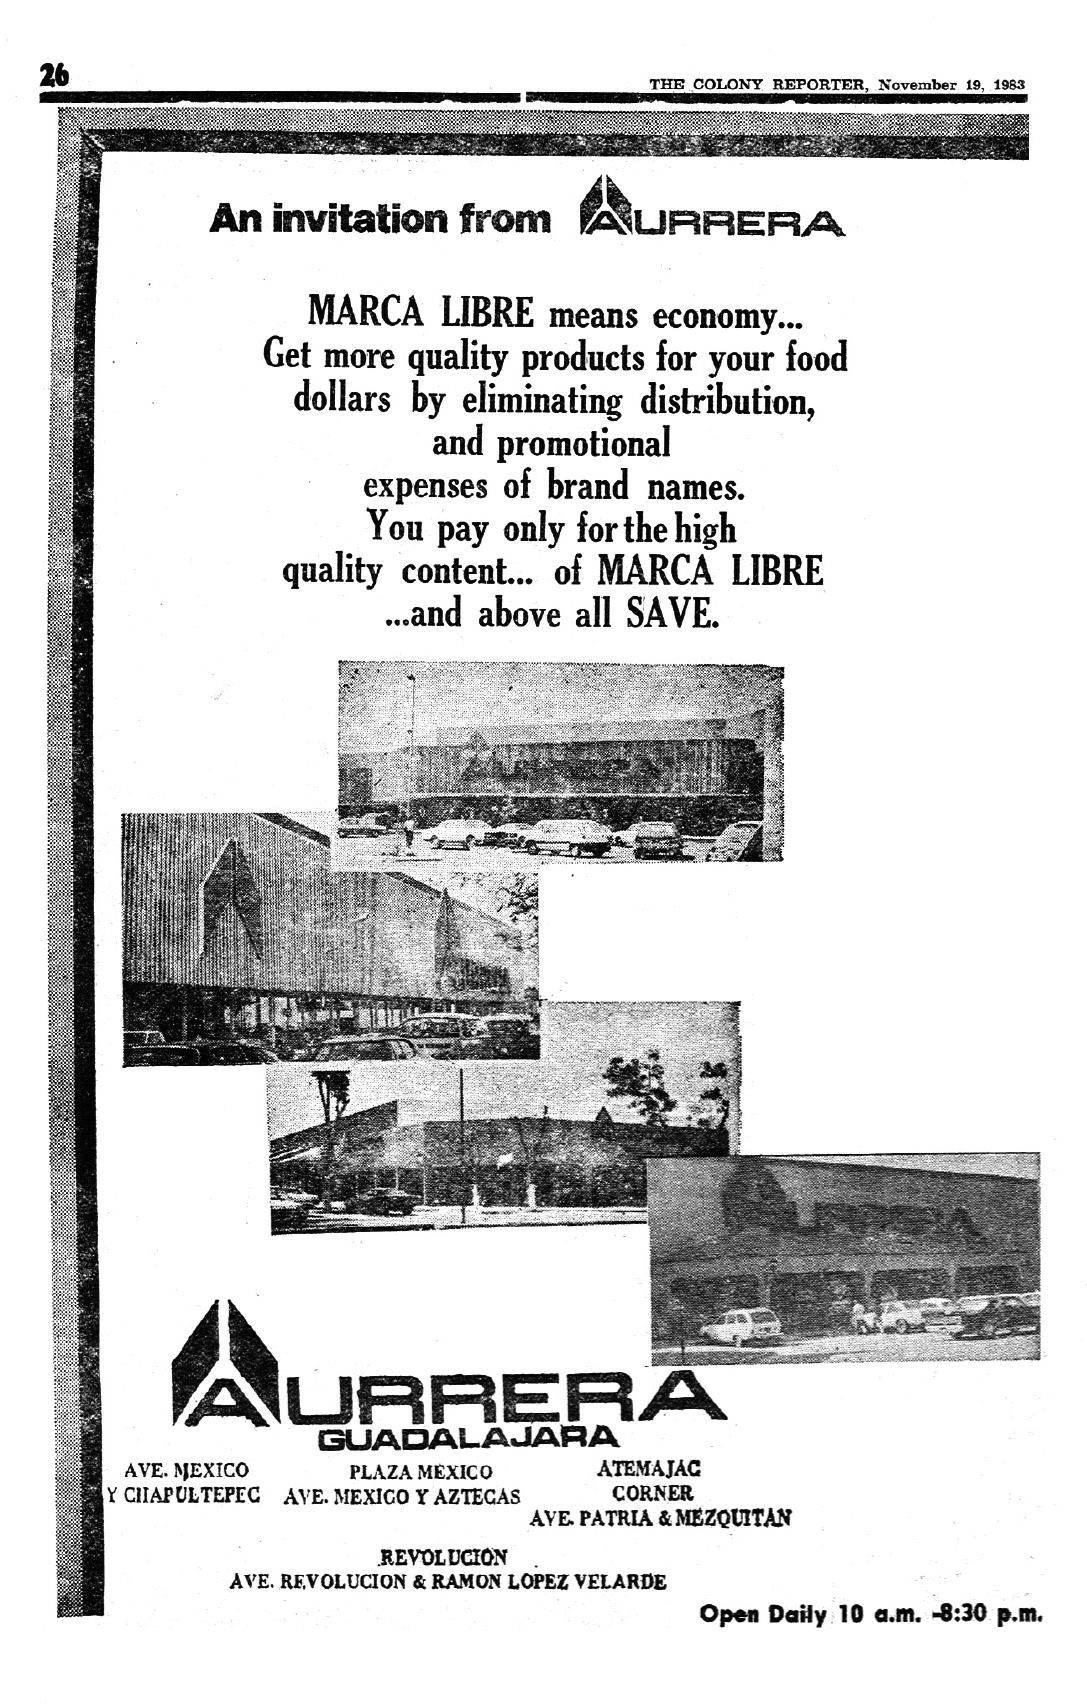 26
THE COLONY REPORTER, November 19, 1983
An invitation from AURRERA
MARCA LIBRE means economy...
Get more quality products for your food
dollars by eliminating distribution,
and promotional
expenses of brand names.
You pay only for the high
quality content... of MARCA LIBRE
...and above all SAVE.
AURRERA
AURRERA
AURRERA
GUADALAJARA
AVE. MEXICO
Y CHAPULTEPEC
PLAZA MEXICO
AVE. MEXICO Y AZTECAS
ATEMAJAC
CORNER
AVE. PATRIA & MEZQUITAN
REVOLUCION
AVE. REVOLUCION & RAMON LOPEZ VELARDE
Open Daily 10 a.m. -8:30 p.m.